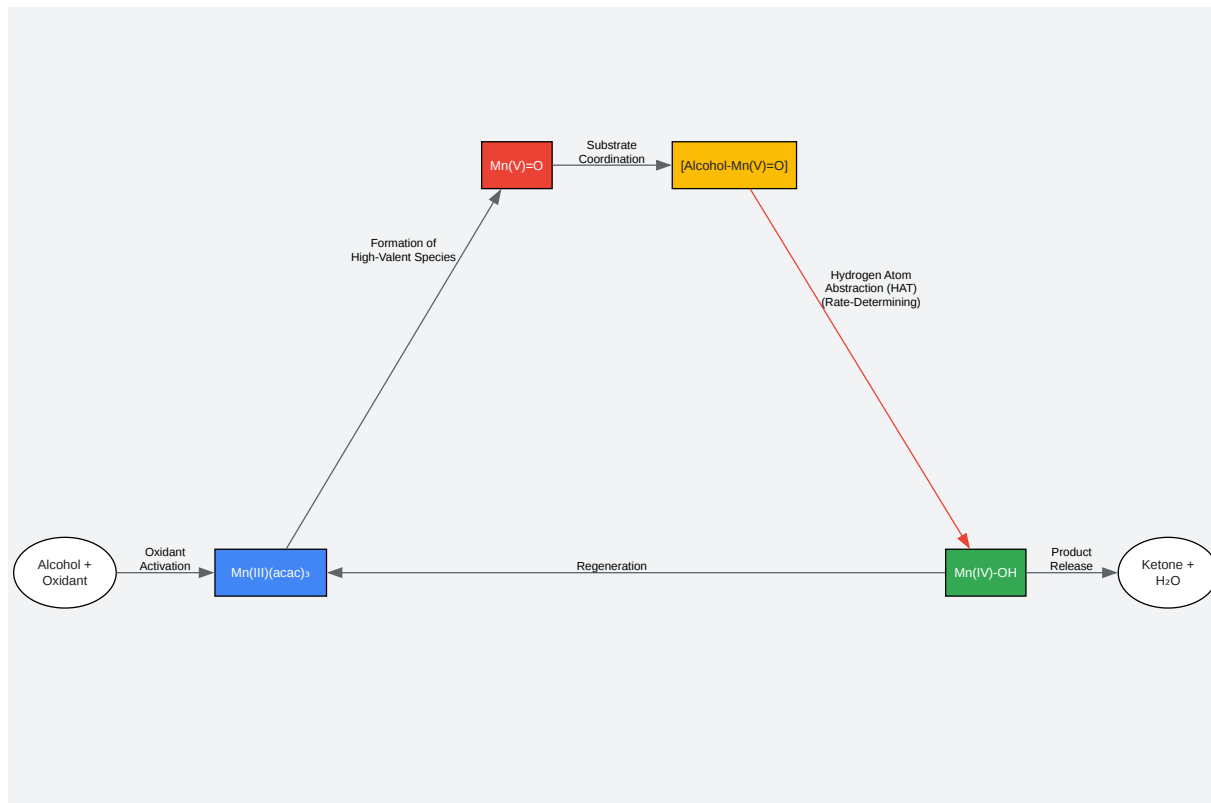 Substrate
Coordination
Mn(V)=O
[Alcohol-Mn(V)=O]
Formation of
High-Valent Species
Hydrogen Atom
Abstraction (HAT)
(Rate-Determining)
Alcohol +
Oxidant
Oxidant
Activation
Mn(III)(acac)₃
Regeneration
Mn(IV)-OH
Product
Release
Ketone +
H₂O